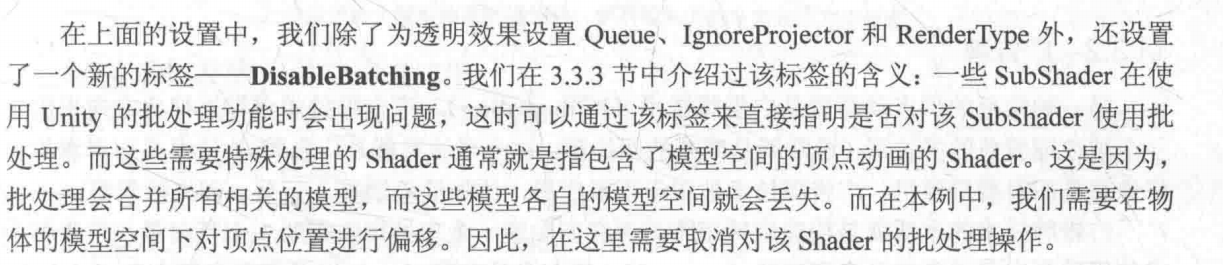 在上面的设置中，我们除了为透明效果设置 Queue、IgnoreProjector 和 RenderType 外，还设置
了一个新的标签——DisableBatching。我们在 3.3.3 节中介绍过该标签的含义：一些 SubShader 在使
用 Unity 的批处理功能时会出现问题，这时可以通过该标签来直接指明是否对该 SubShader 使用批
处理。而这些需要特殊处理的 Shader 通常就是指包含了模型空间的顶点动画的 Shader。这是因为，
批处理会合并所有相关的模型，而这些模型各自的模型空间就会丢失。而在本例中，我们需要在物
体的模型空间下对顶点位置进行偏移。因此，在这里需要取消对该 Shader 的批处理操作。